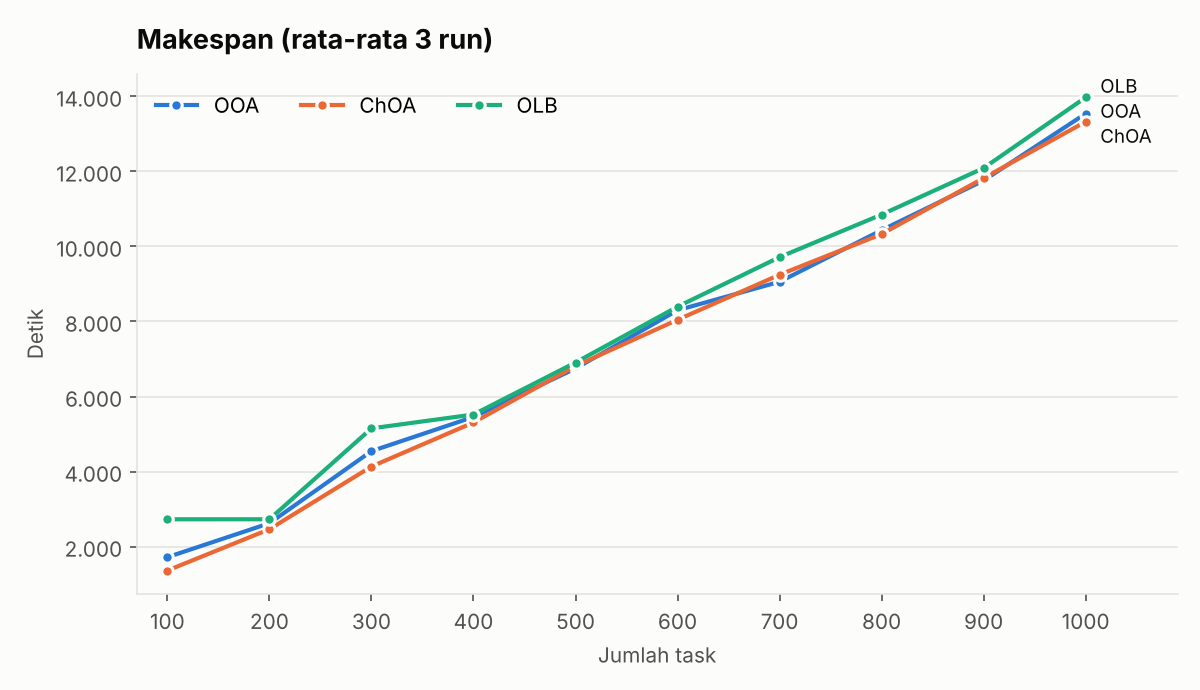 Makespan (rata-rata 3 run)
OOA ChOA OLB
14.000
12.000
10.000
8.000
6.000
4.000
2.000
Detik
OLB
OOA
ChOA
100 200 300 400 500 600 700 800 900 1000
Jumlah task